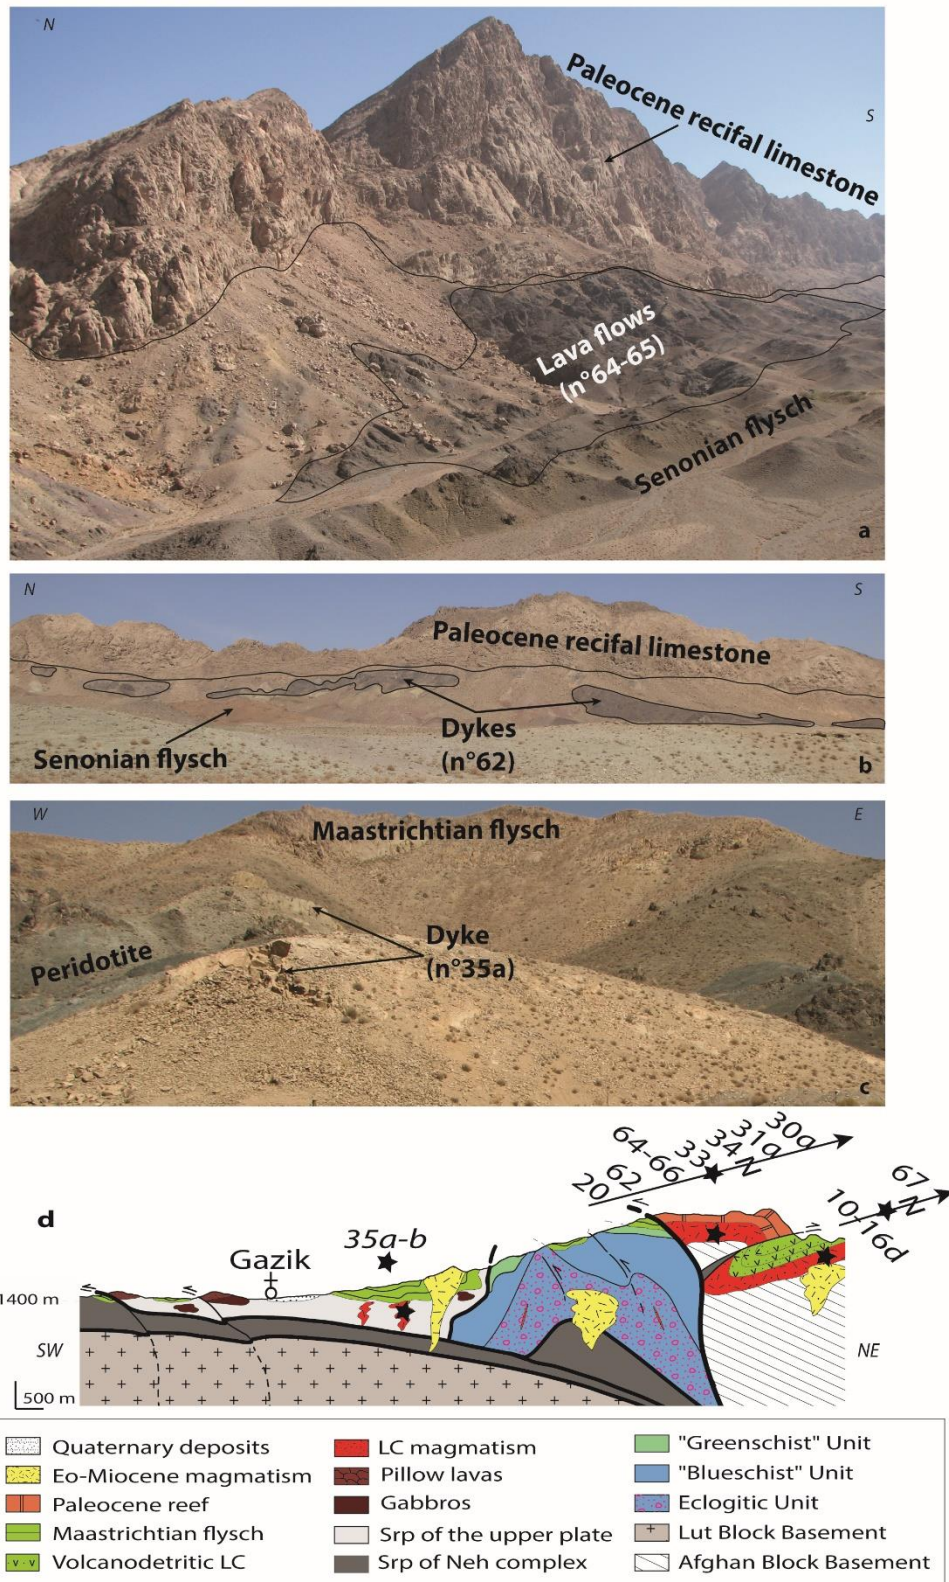 N
S
Paleocene recifal limestone
Lava flows
(n°64-65)
Senonian flysch
a
N
S
Paleocene recifal limestone
Senonian flysch
Dykes
(n°62)
b
W
E
Maastrichtian flysch
Peridotite
Dyke
(n°35a)
c
d
20 62 64-66 33 34 31a 30a
N
10-16d 67
N
35a-b
Gazik
1400 m
SW
NE
500 m
Quaternary deposits
Eo-Miocene magmatism
Paleocene reef
Maastrichtian flysch
Volcanodetritic LC
LC magmatism
Pillow lavas
Gabbros
Srp of the upper plate
Srp of Neh complex
"Greenschist" Unit
"Blueschist" Unit
Eclogitic Unit
Lut Block Basement
Afghan Block Basement